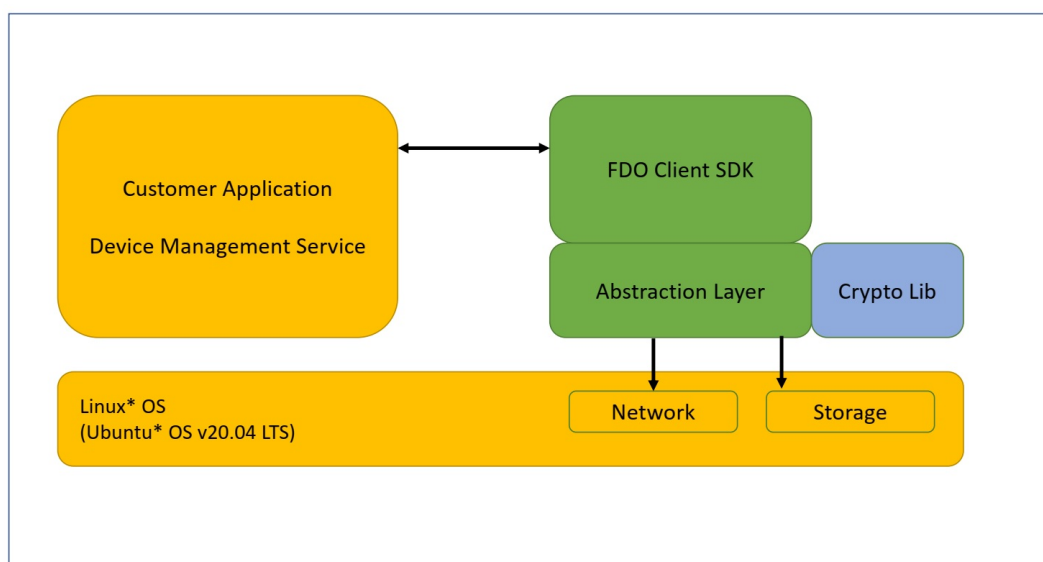 Customer Application
Device Management Service
FDO Client SDK
Abstraction Layer
Crypto Lib
Linux* OS
(Ubuntu* OS v20.04 LTS)
Network
Storage